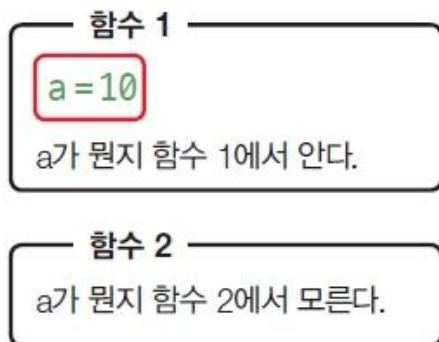 함수 1
a=10
a가 뭔지 함수 1에서 안다.
함수 2
a가 뭔지 함수 2에서 모른다.